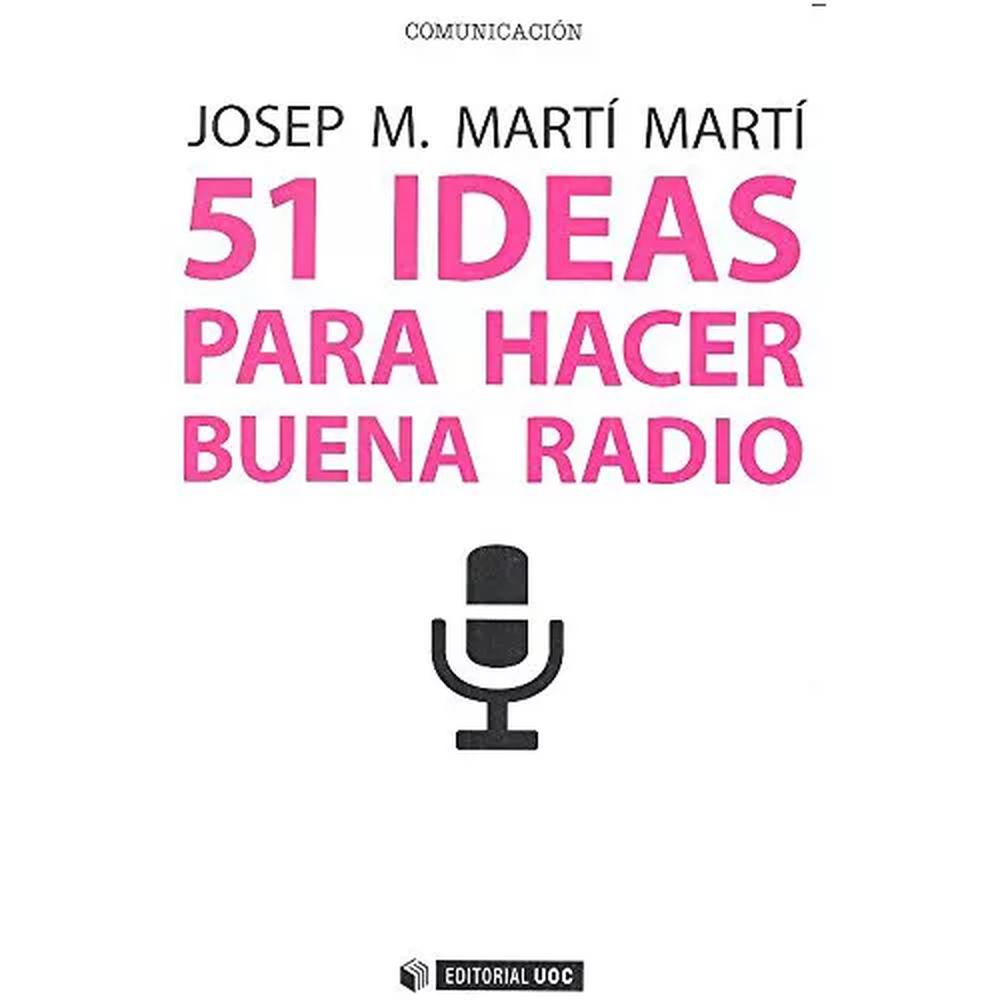 COMUNICACIÓN
JOSEP M. MARTÍ MARTÍ
51 IDEAS
PARA HACER
BUENA RADIO
EDITORIAL UOC